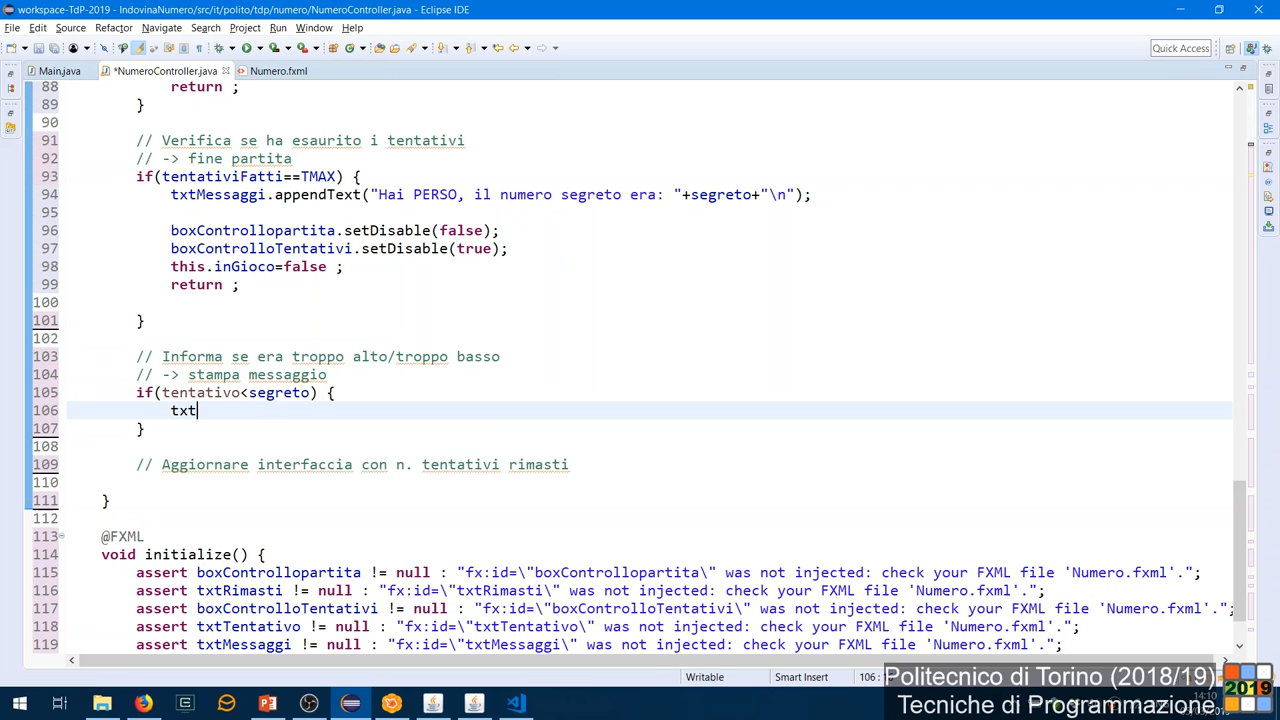 workspace-TdP-2019 - IndovinaNumero/src/it/polito/tdp/numero/NumeroController.java - Eclipse IDE
File Edit Source Refactor Navigate Search Project Run Window Help
Quick Access
Main.java *NumeroController.java Numero.fxml
88 return ;
89 }
90
91 // Verifica se ha esaurito i tentativi
92 // -> fine partita
93 if(tentativiFatti==TMAX) {
94 txtMessaggi.appendText("Hai PERSO, il numero segreto era: "+segreto+"\n");
95
96 boxControllopartita.setDisable(false);
97 boxControlloTentativi.setDisable(true);
98 this.inGioco=false ;
99 return ;
100
101 }
102
103 // Informa se era troppo alto/troppo basso
104 // -> stampa messaggio
105 if(tentativo<segreto) {
106 txt
107 }
108
109 // Aggiornare interfaccia con n. tentativi rimasti
110
111 }
112
113 @FXML
114 void initialize() {
115 assert boxControllopartita != null : "fx:id=\"boxControllopartita\" was not injected: check your FXML file 'Numero.fxml'.";
116 assert txtRimasti != null : "fx:id=\"txtRimasti\" was not injected: check your FXML file 'Numero.fxml'.";
117 assert boxControlloTentativi != null : "fx:id=\"boxControlloTentativi\" was not injected: check your FXML file 'Numero.fxml'.";
118 assert txtTentativo != null : "fx:id=\"txtTentativo\" was not injected: check your FXML file 'Numero.fxml'.";
119 assert txtMessaggi != null : "fx:id=\"txtMessaggi\" was not injected: check your FXML file 'Numero.fxml'.";
Writable Smart Insert 106 :
Politecnico di Torino (2018/19)
Tecniche di Programmazione
2019
14:10